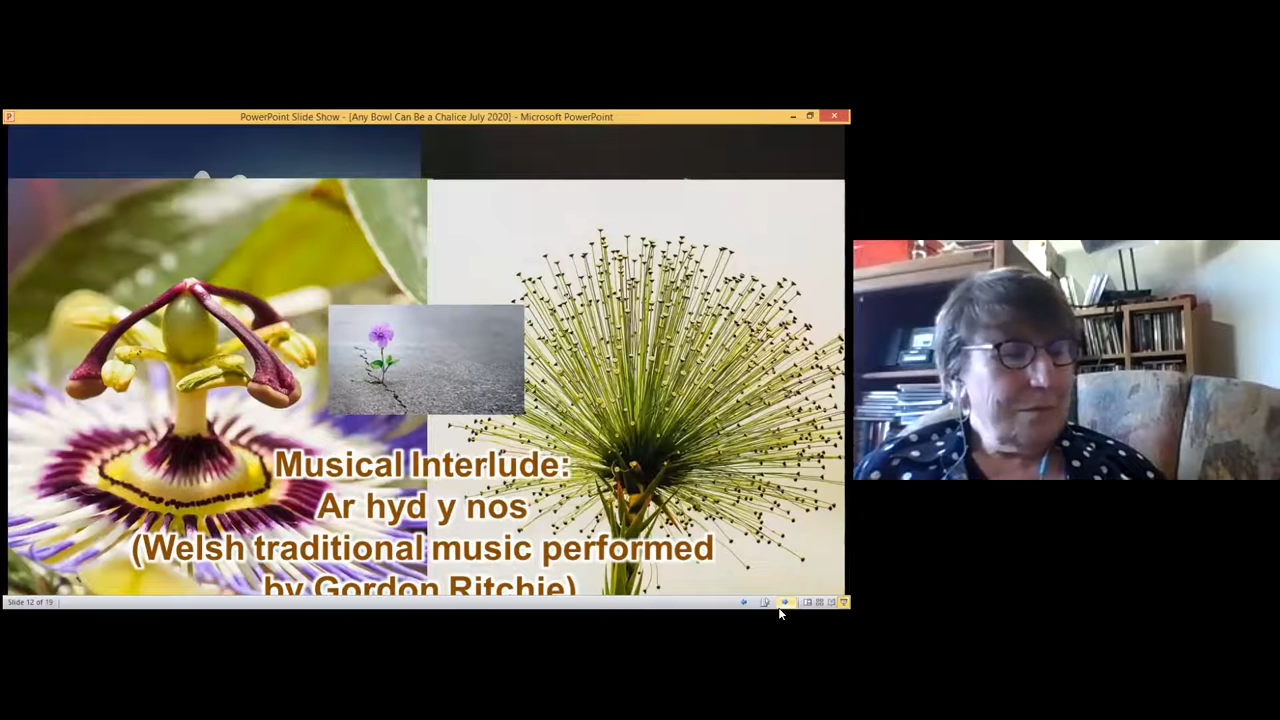 PowerPoint Slide Show - [Any Bowl Can Be a Chalice July 2020] - Microsoft PowerPoint
Musical Interlude:
Ar hyd y nos
(Welsh traditional music performed
by Gordon Ritchie)
Slide 12 of 19